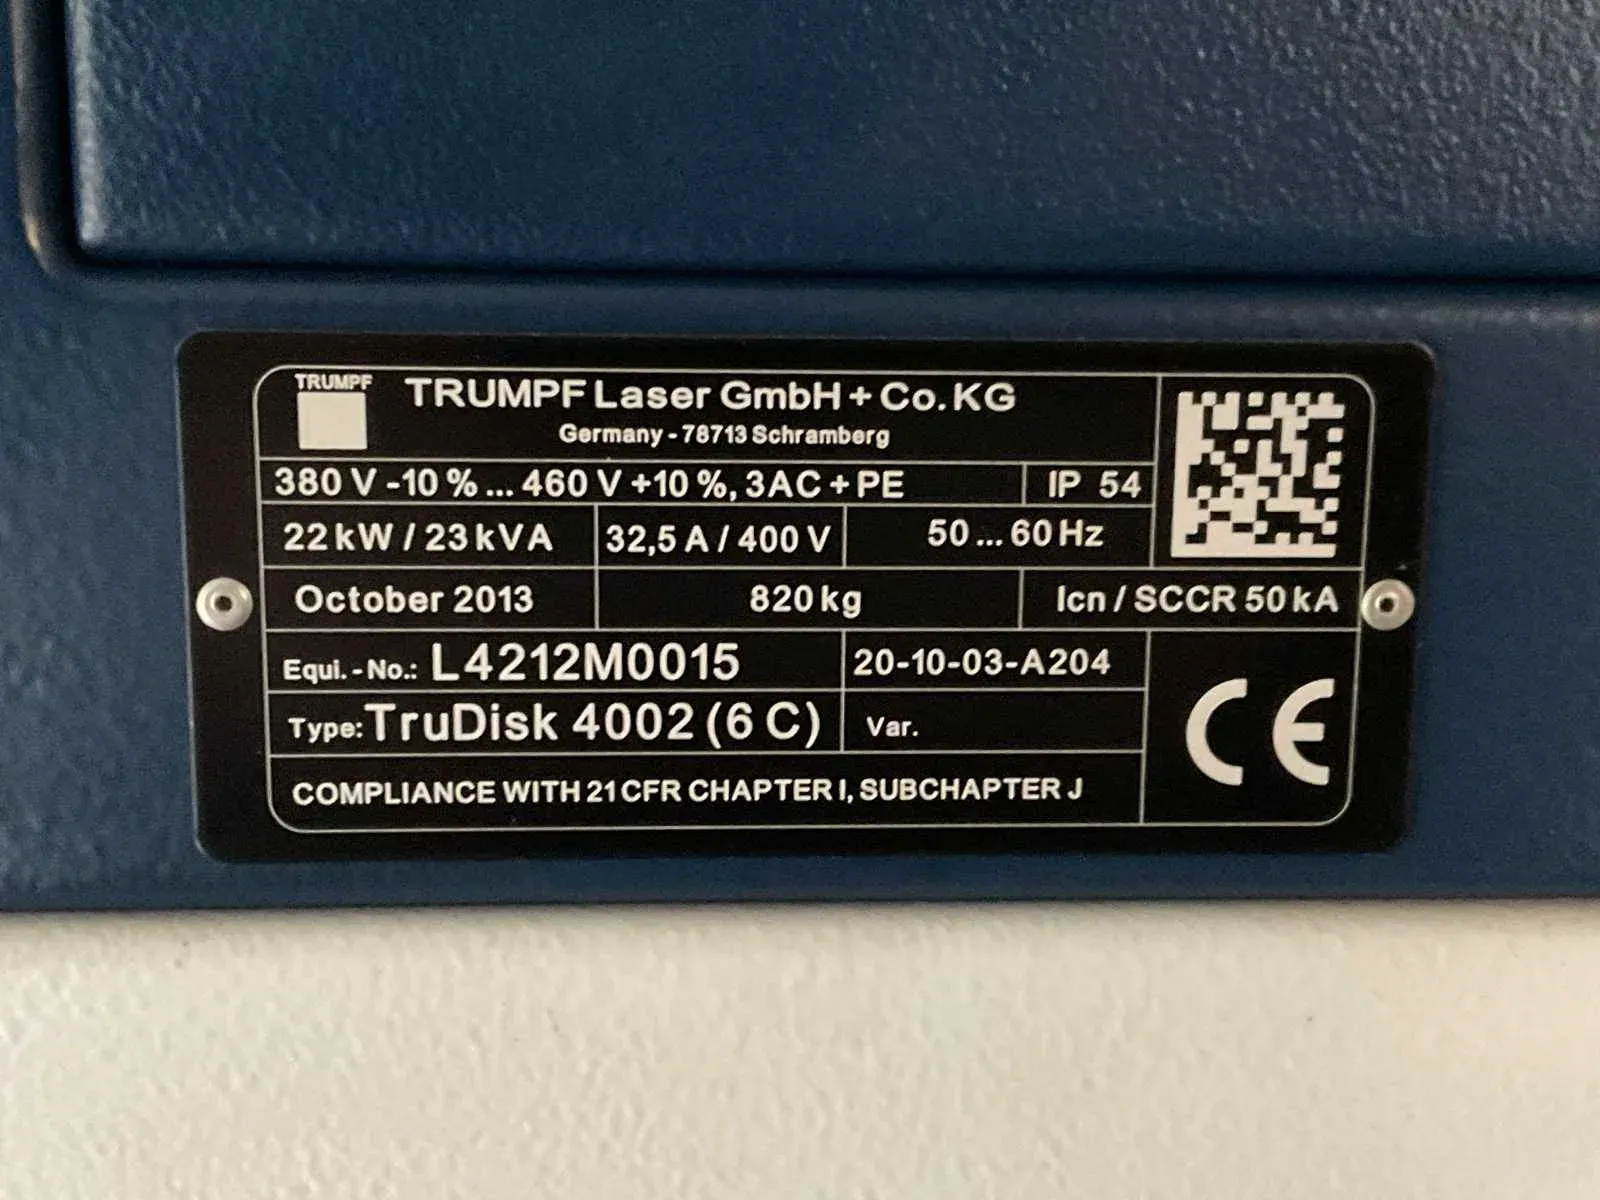 TRUMPF
TRUMPF Laser GmbH + Co. KG
Germany - 78713 Schramberg
380 V -10 % ... 460 V +10 %, 3AC + PE IP 54
22 kW / 23 kVA 32,5 A / 400 V 50 ... 60 Hz
October 2013 820 kg Icn / SCCR 50 kA
Equi. - No.: L4212M0015 20-10-03-A204
Type: TruDisk 4002 (6 C) Var.
CE
COMPLIANCE WITH 21 CFR CHAPTER I, SUBCHAPTER J